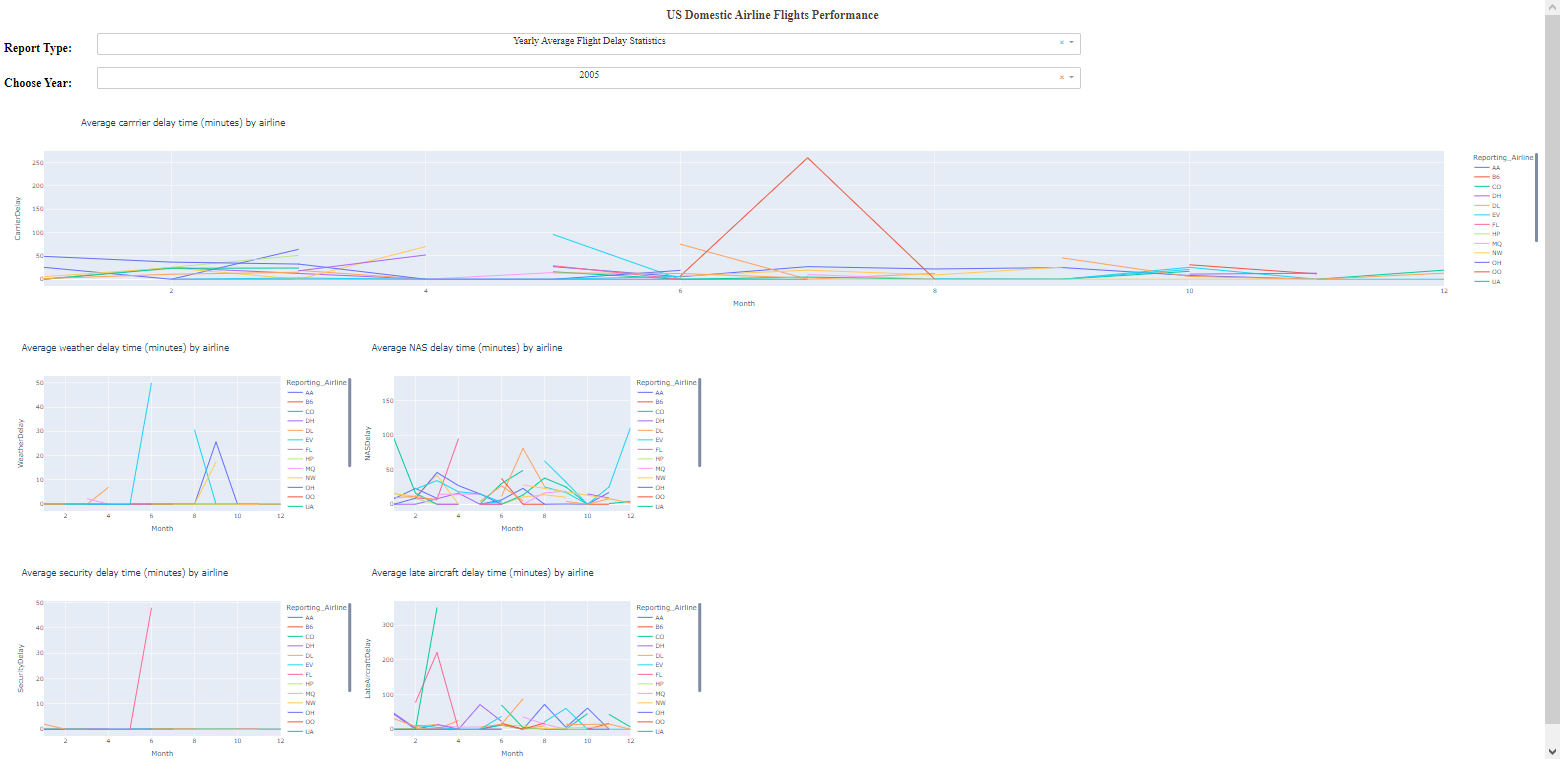 US Domestic Airline Flights Performance
Report Type:
Yearly Average Flight Delay Statistics
×
Choose Year:
2005
×
Average carrrier delay time (minutes) by airline
CarrierDelay
250
200
150
100
50
0
2
4
6
8
10
12
Month
Reporting_Airline
AA
B6
CO
DH
DL
EV
FL
HP
MQ
NW
OH
OO
UA
Average weather delay time (minutes) by airline
WeatherDelay
50
40
30
20
10
0
2
4
6
8
10
12
Month
Reporting_Airline
AA
B6
CO
DH
DL
EV
FL
HP
MQ
NW
OH
OO
UA
Average NAS delay time (minutes) by airline
NASDelay
150
100
50
0
2
4
6
8
10
12
Month
Reporting_Airline
AA
B6
CO
DH
DL
EV
FL
HP
MQ
NW
OH
OO
UA
Average security delay time (minutes) by airline
SecurityDelay
50
40
30
20
10
0
2
4
6
8
10
12
Month
Reporting_Airline
AA
B6
CO
DH
DL
EV
FL
HP
MQ
NW
OH
OO
UA
Average late aircraft delay time (minutes) by airline
LateAircraftDelay
300
200
100
0
2
4
6
8
10
12
Month
Reporting_Airline
AA
B6
CO
DH
DL
EV
FL
HP
MQ
NW
OH
OO
UA